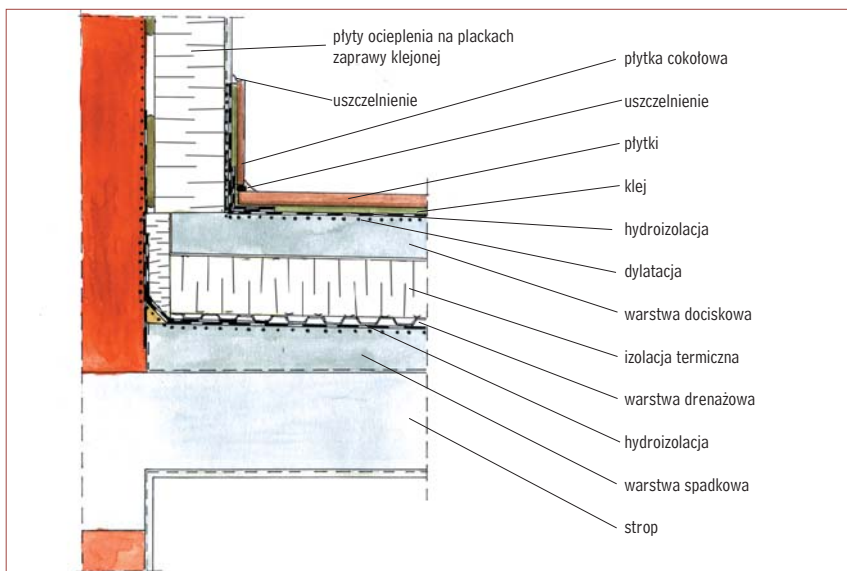 płyty ocieplenia na plackach
zaprawy klejonej
uszczelnienie
płytka cokołowa
uszczelnienie
płytki
klej
hydroizolacja
dylatacja
warstwa dociskowa
izolacja termiczna
warstwa drenażowa
hydroizolacja
warstwa spadkowa
strop